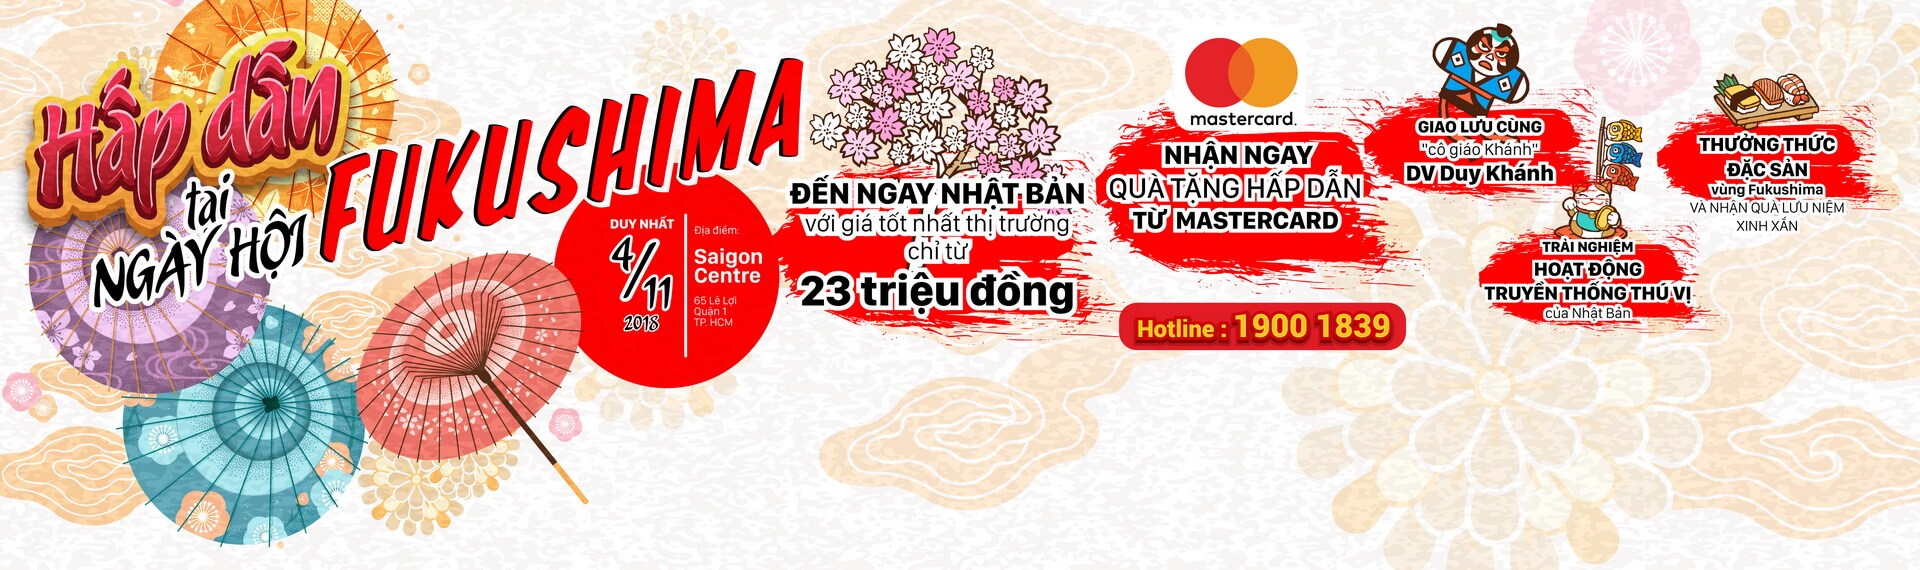 Hấp dẫn
tại
NGÀY HỘI
FUKUSHIMA
DUY NHẤT
4/11
2018
Địa điểm:
Saigon
Centre
65 Lê Lợi
Quận 1
TP. HCM
ĐẾN NGAY NHẬT BẢN
với giá tốt nhất thị trường
chỉ từ
23 triệu đồng
mastercard.
NHẬN NGAY
QUÀ TẶNG HẤP DẪN
TỪ MASTERCARD
Hotline : 1900 1839
GIAO LƯU CÙNG
"cô giáo Khánh"
DV Duy Khánh
TRẢI NGHIỆM
HOẠT ĐỘNG
TRUYỀN THỐNG THÚ VỊ
của Nhật Bản
THƯỞNG THỨC
ĐẶC SẢN
vùng Fukushima
VÀ NHẬN QUÀ LƯU NIỆM
XINH XẮN